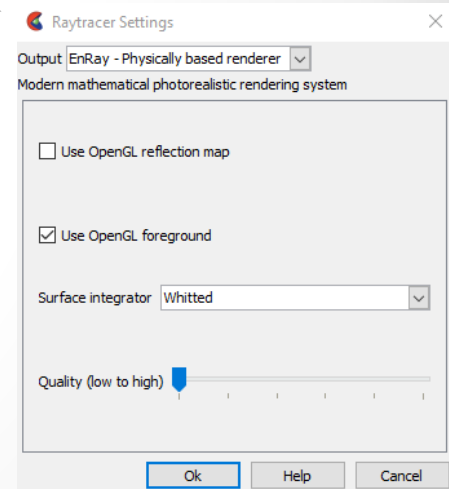 Raytracer Settings
Output EnRay - Physically based renderer
Modern mathematical photorealistic rendering system
Use OpenGL reflection map
Use OpenGL foreground
Surface integrator Whitted
Quality (low to high)
Ok Help Cancel